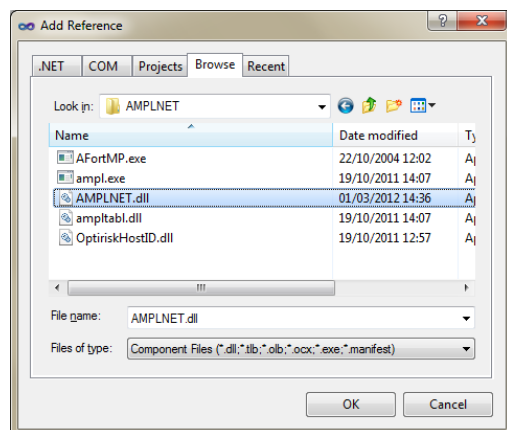 Add Reference
.NET COM Projects Browse Recent
Look in: AMPLNET
Name Date modified Ty
AFortMP.exe 22/10/2004 12:02 A
ampl.exe 19/10/2011 14:07 A
AMPLNET.dll 01/03/2012 14:36 A
ampltabl.dll 19/10/2011 14:07 A
OptiriskHostID.dll 19/10/2011 12:57 A
File name: AMPLNET.dll
Files of type: Component Files (*.dll;*.tlb;*.olb;*.ocx;*.exe;*.manifest)
OK Cancel